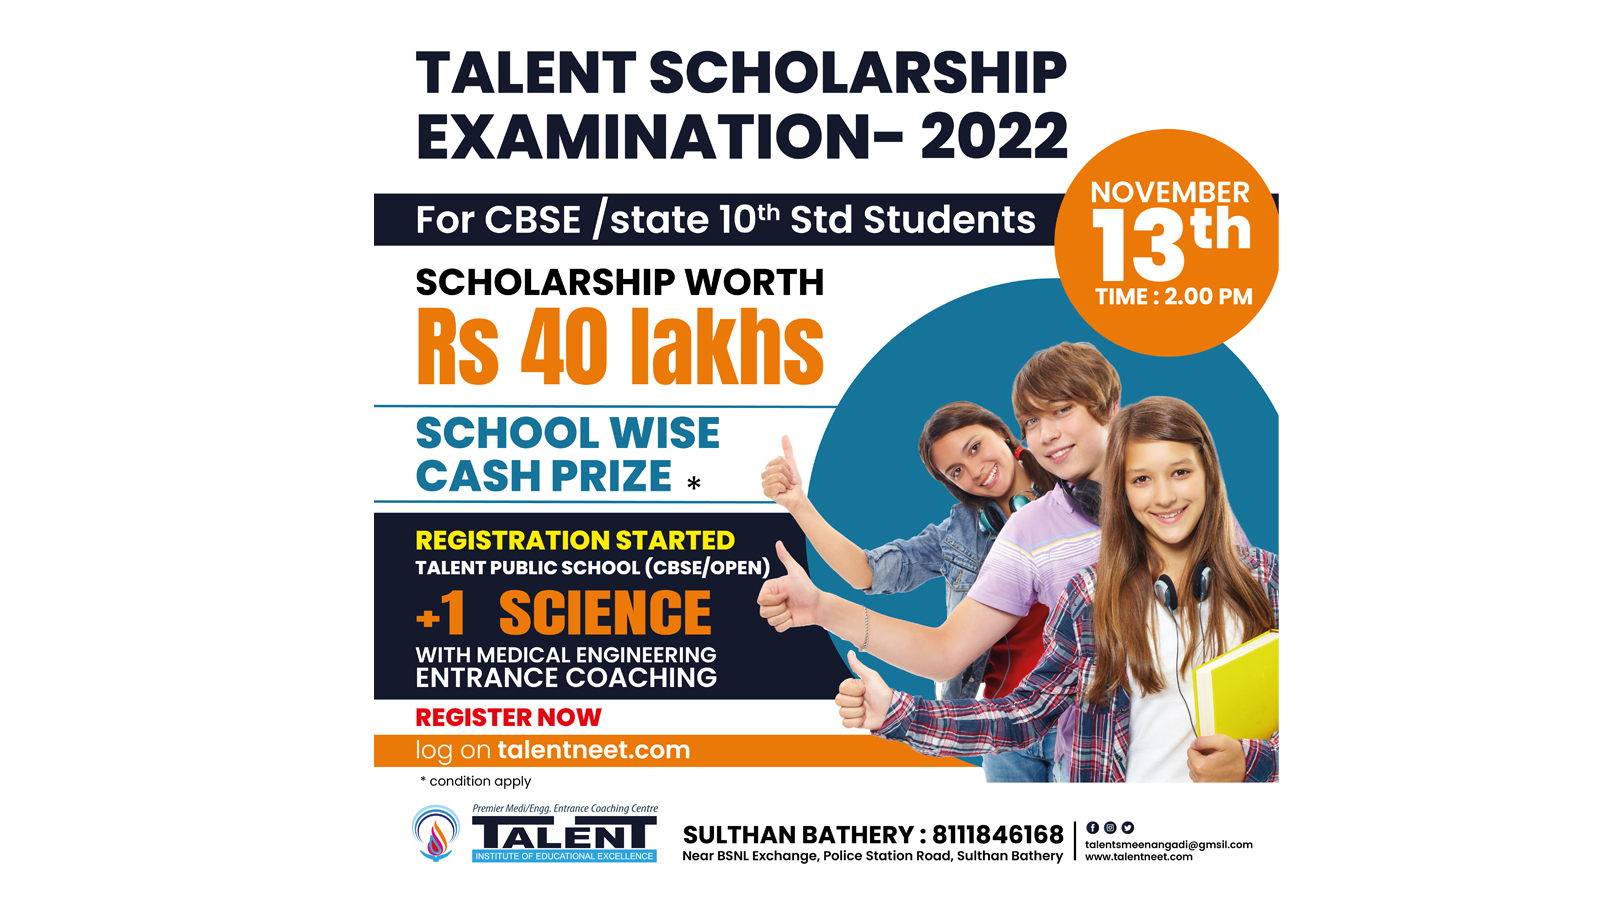 TALENT SCHOLARSHIP
EXAMINATION- 2022
For CBSE /state 10th Std Students
NOVEMBER
13th
TIME : 2.00 PM
SCHOLARSHIP WORTH
Rs 40 lakhs
SCHOOL WISE
CASH PRIZE *
REGISTRATION STARTED
TALENT PUBLIC SCHOOL (CBSE/OPEN)
+1 SCIENCE
WITH MEDICAL ENGINEERING
ENTRANCE COACHING
REGISTER NOW
log on talentneet.com
* condition apply
Premier Medi/Engg. Entrance Coaching Centre
TALENT
INSTITUTE OF EDUCATIONAL EXCELLENCE
SULTHAN BATHERY : 8111846168
Near BSNL Exchange, Police Station Road, Sulthan Bathery
talentsmeenangadi@gmsil.com
www.talentneet.com